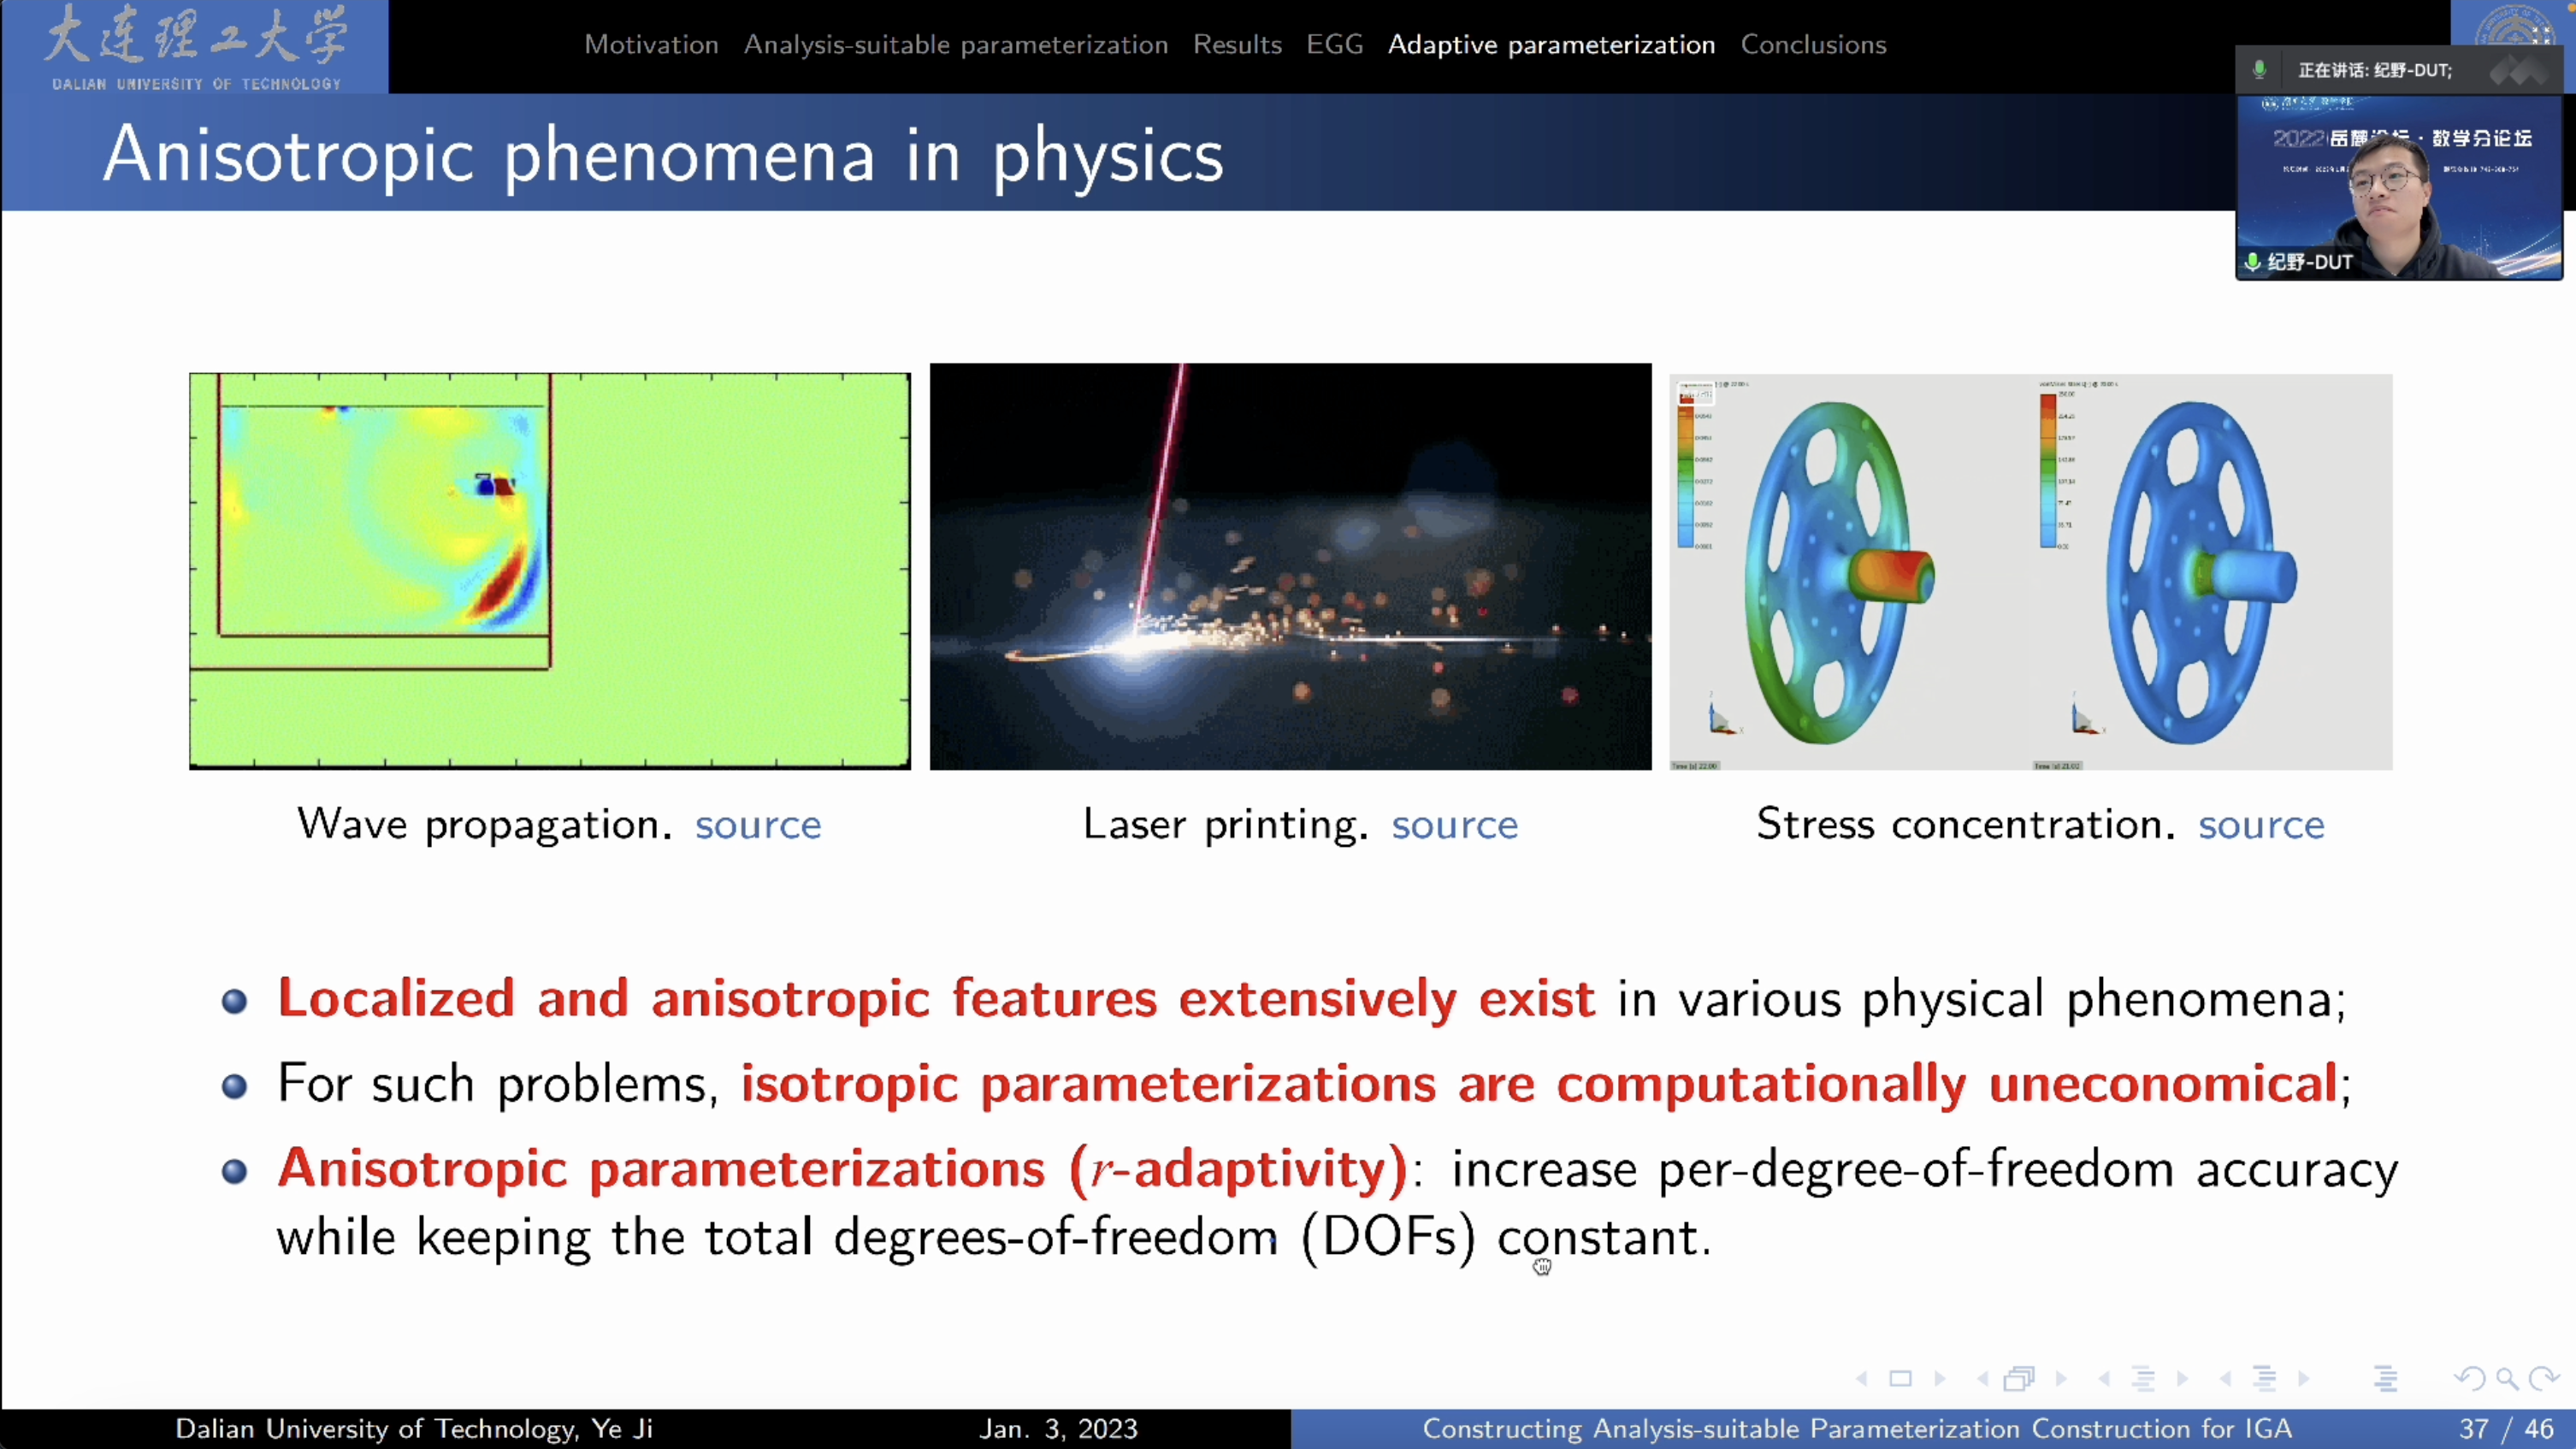 大连理工大学
DALIAN UNIVERSITY OF TECHNOLOGY
Motivation Analysis-suitable parameterization Results EGG Adaptive parameterization Conclusions
正在讲话: 纪野-DUT;
Anisotropic phenomena in physics
2022 岳麓论坛 · 数学分论坛
纪野-DUT
Wave propagation. source
Laser printing. source
Stress concentration. source
Localized and anisotropic features extensively exist in various physical phenomena;
For such problems, isotropic parameterizations are computationally uneconomical;
Anisotropic parameterizations (r-adaptivity): increase per-degree-of-freedom accuracy
while keeping the total degrees-of-freedom (DOFs) constant.
Dalian University of Technology, Ye Ji
Jan. 3, 2023
Constructing Analysis-suitable Parameterization Construction for IGA
37 / 46